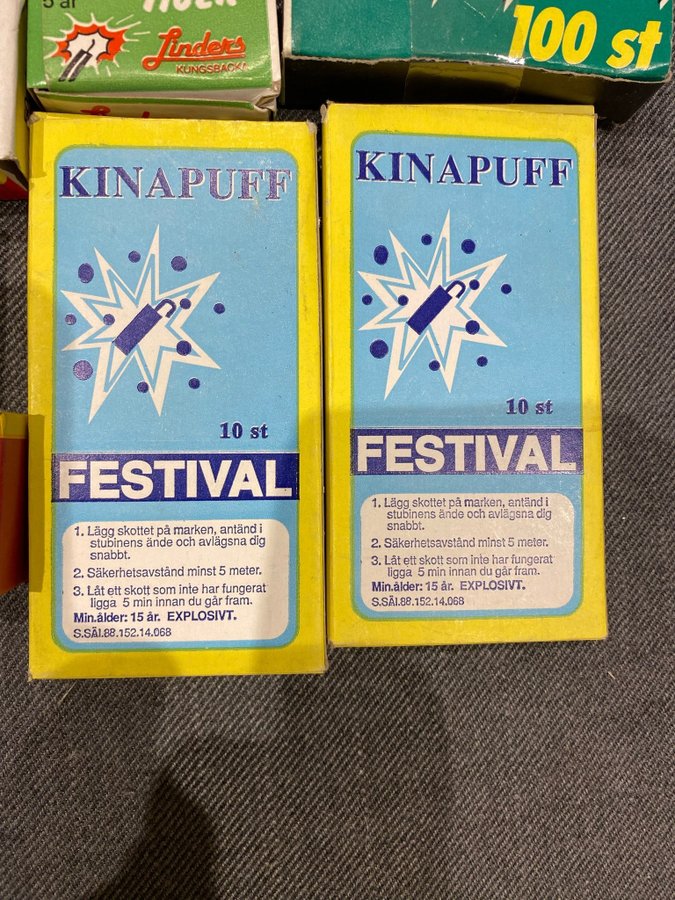 5 år
Linders
KUNGSBACKA
100 st
KINAPUFF
10 st
FESTIVAL
1. Lägg skottet på marken, antänd i
stubinens ände och avlägsna dig
snabbt.
2. Säkerhetsavstånd minst 5 meter.
3. Låt ett skott som inte har fungerat
ligga 5 min innan du går fram.
Min.ålder: 15 år. EXPLOSIVT.
S.SÄI.88.152.14.068
KINAPUFF
10 st
FESTIVAL
1. Lägg skottet på marken, antänd i
stubinens ände och avlägsna dig
snabbt.
2. Säkerhetsavstånd minst 5 meter.
3. Låt ett skott som inte har fungerat
ligga 5 min innan du går fram.
Min.ålder: 15 år. EXPLOSIVT.
S.SÄI.88.152.14.068